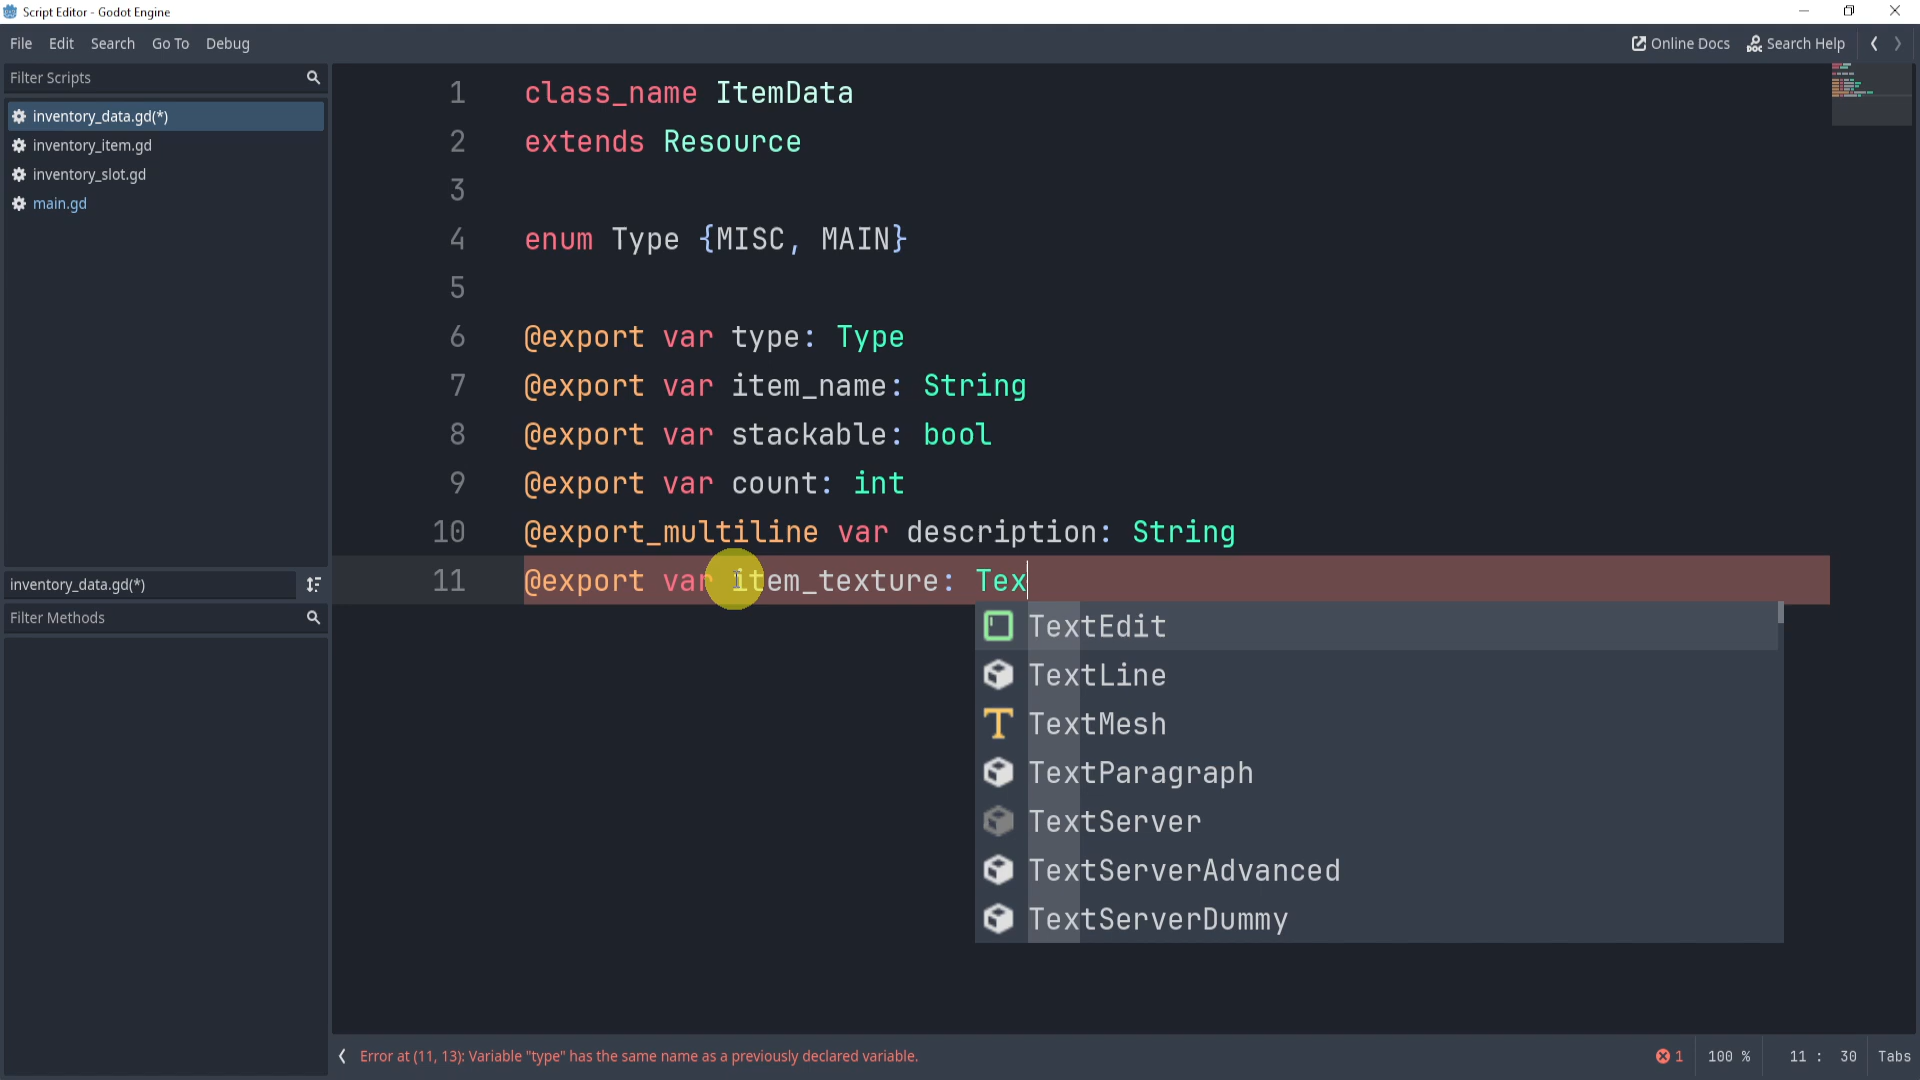 Script Editor - Godot Engine
File Edit Search Go To Debug
Online Docs Search Help
Filter Scripts
inventory_data.gd(*)
inventory_item.gd
inventory_slot.gd
main.gd
inventory_data.gd(*)
Filter Methods
1 class_name ItemData
2 extends Resource
3
4 enum Type {MISC, MAIN}
5
6 @export var type: Type
7 @export var item_name: String
8 @export var stackable: bool
9 @export var count: int
10 @export_multiline var description: String
11 @export var item_texture: Tex
TextEdit
TextLine
TextMesh
TextParagraph
TextServer
TextServerAdvanced
TextServerDummy
Error at (11, 13): Variable "type" has the same name as a previously declared variable.
1 100 % 11 : 30 Tabs